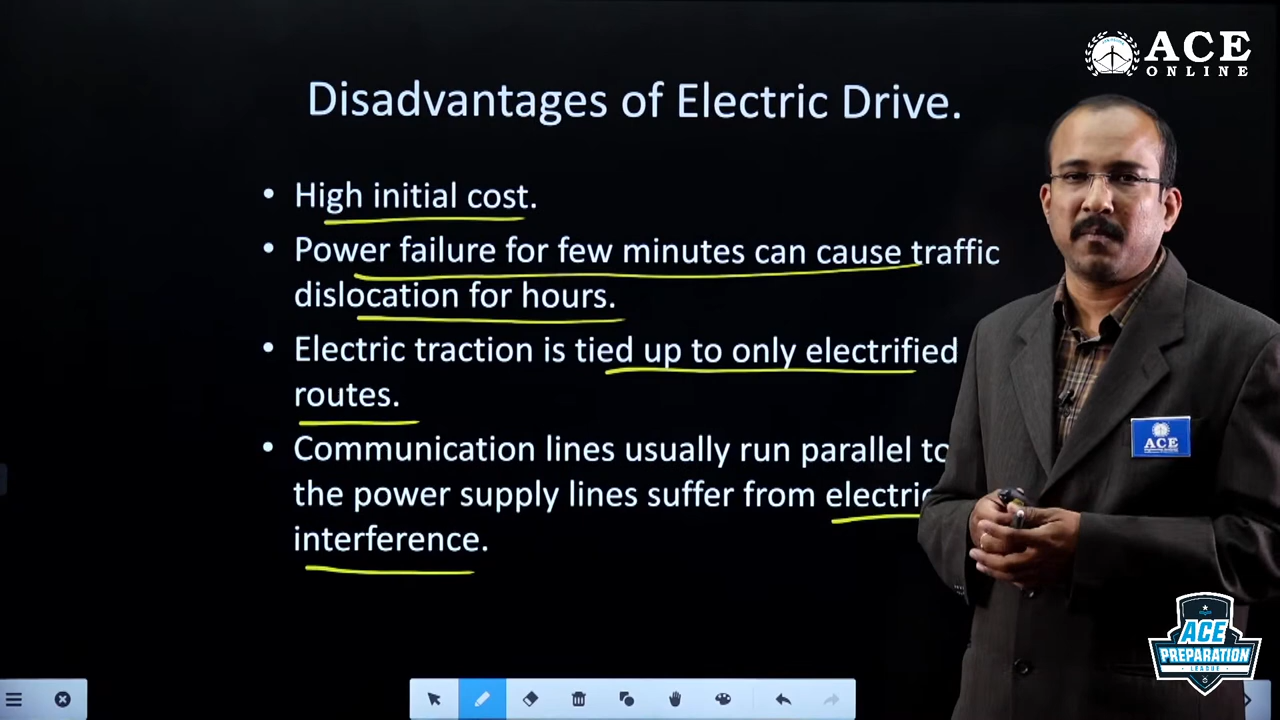 ACE
ONLINE
Disadvantages of Electric Drive.
• High initial cost.
• Power failure for few minutes can cause traffic
dislocation for hours.
• Electric traction is tied up to only electrified
routes.
• Communication lines usually run parallel to
the power supply lines suffer from electric
interference.
ACE
ACE
PREPARATION
LEAGUE